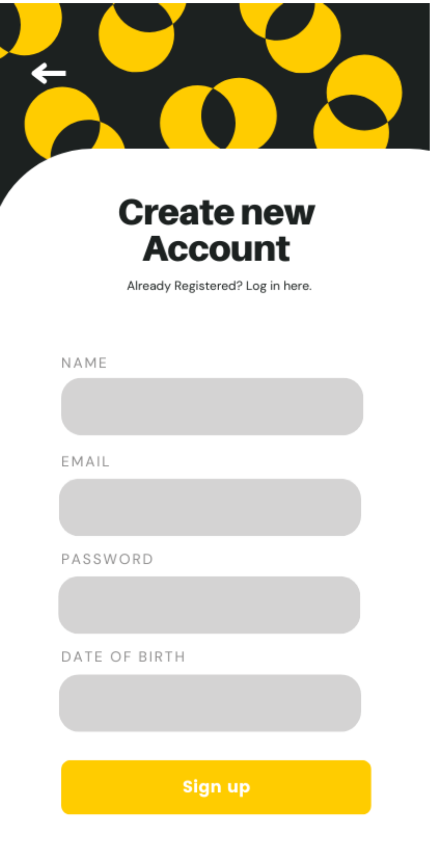 Create new
Account
Already Registered? Log in here.
NAME
EMAIL
PASSWORD
DATE OF BIRTH
Sign up